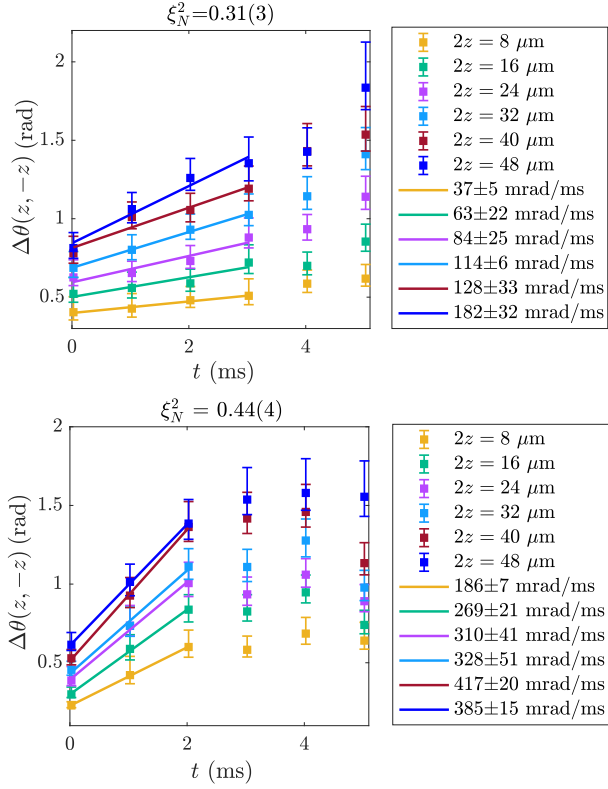 ξ²_N=0.31(3)
Δθ(z, −z) (rad)
2
1.5
1
0.5
0
2
4
t (ms)
2z = 8 μm
2z = 16 μm
2z = 24 μm
2z = 32 μm
2z = 40 μm
2z = 48 μm
37±5 mrad/ms
63±22 mrad/ms
84±25 mrad/ms
114±6 mrad/ms
128±33 mrad/ms
182±32 mrad/ms
ξ²_N = 0.44(4)
Δθ(z, −z) (rad)
2
1.5
1
0.5
0
2
4
t (ms)
2z = 8 μm
2z = 16 μm
2z = 24 μm
2z = 32 μm
2z = 40 μm
2z = 48 μm
186±7 mrad/ms
269±21 mrad/ms
310±41 mrad/ms
328±51 mrad/ms
417±20 mrad/ms
385±15 mrad/ms